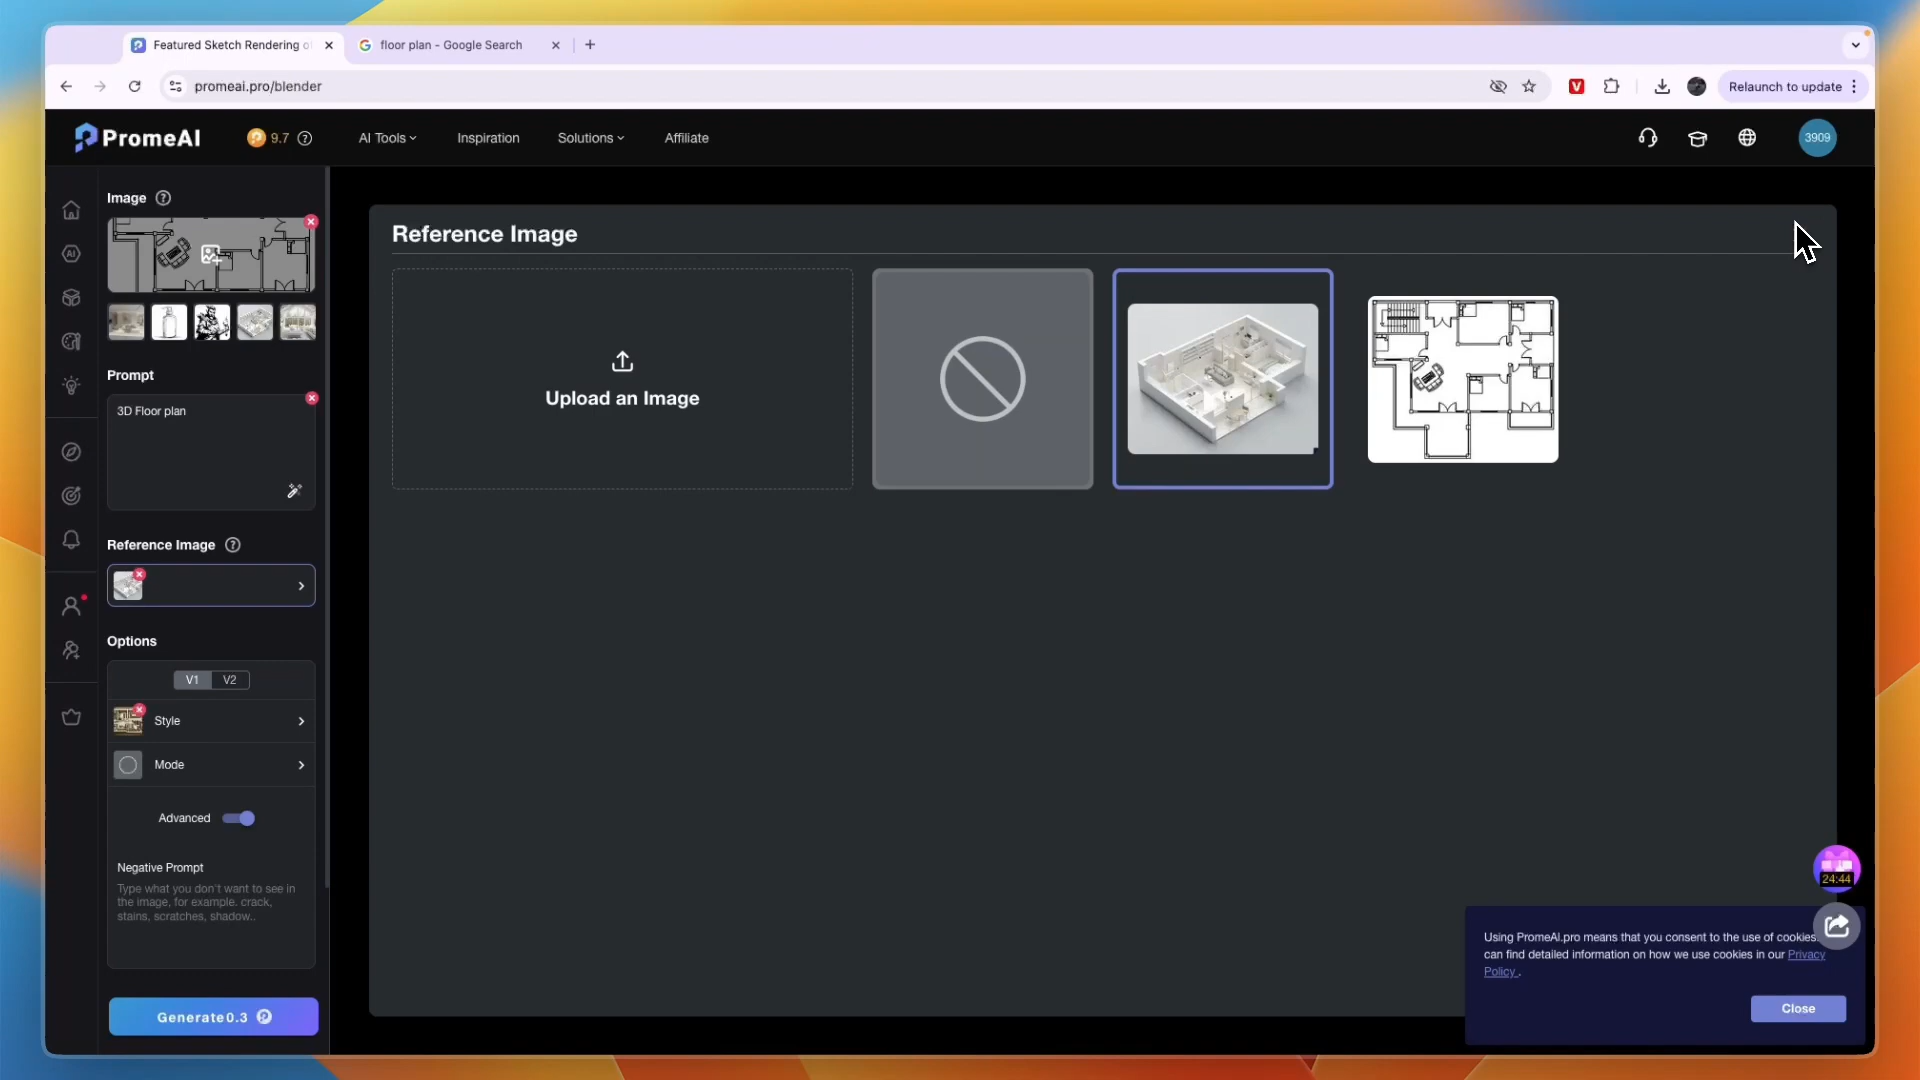 Featured Sketch Rendering o
floor plan - Google Search
promeai.pro/blender
Relaunch to update
PromeAI
9.7
AI Tools
Inspiration
Solutions
Affiliate
3909
Image
Reference Image
Upload an Image
Prompt
3D Floor plan
Reference Image
Options
V1
V2
Style
Mode
Advanced
Negative Prompt
Type what you don't want to see in
the image, for example. crack,
stains, scratches, shadow..
Generate0.3
24:44
Using PromeAI.pro means that you consent to the use of cookies.
can find detailed information on how we use cookies in our Privacy
Policy .
Close